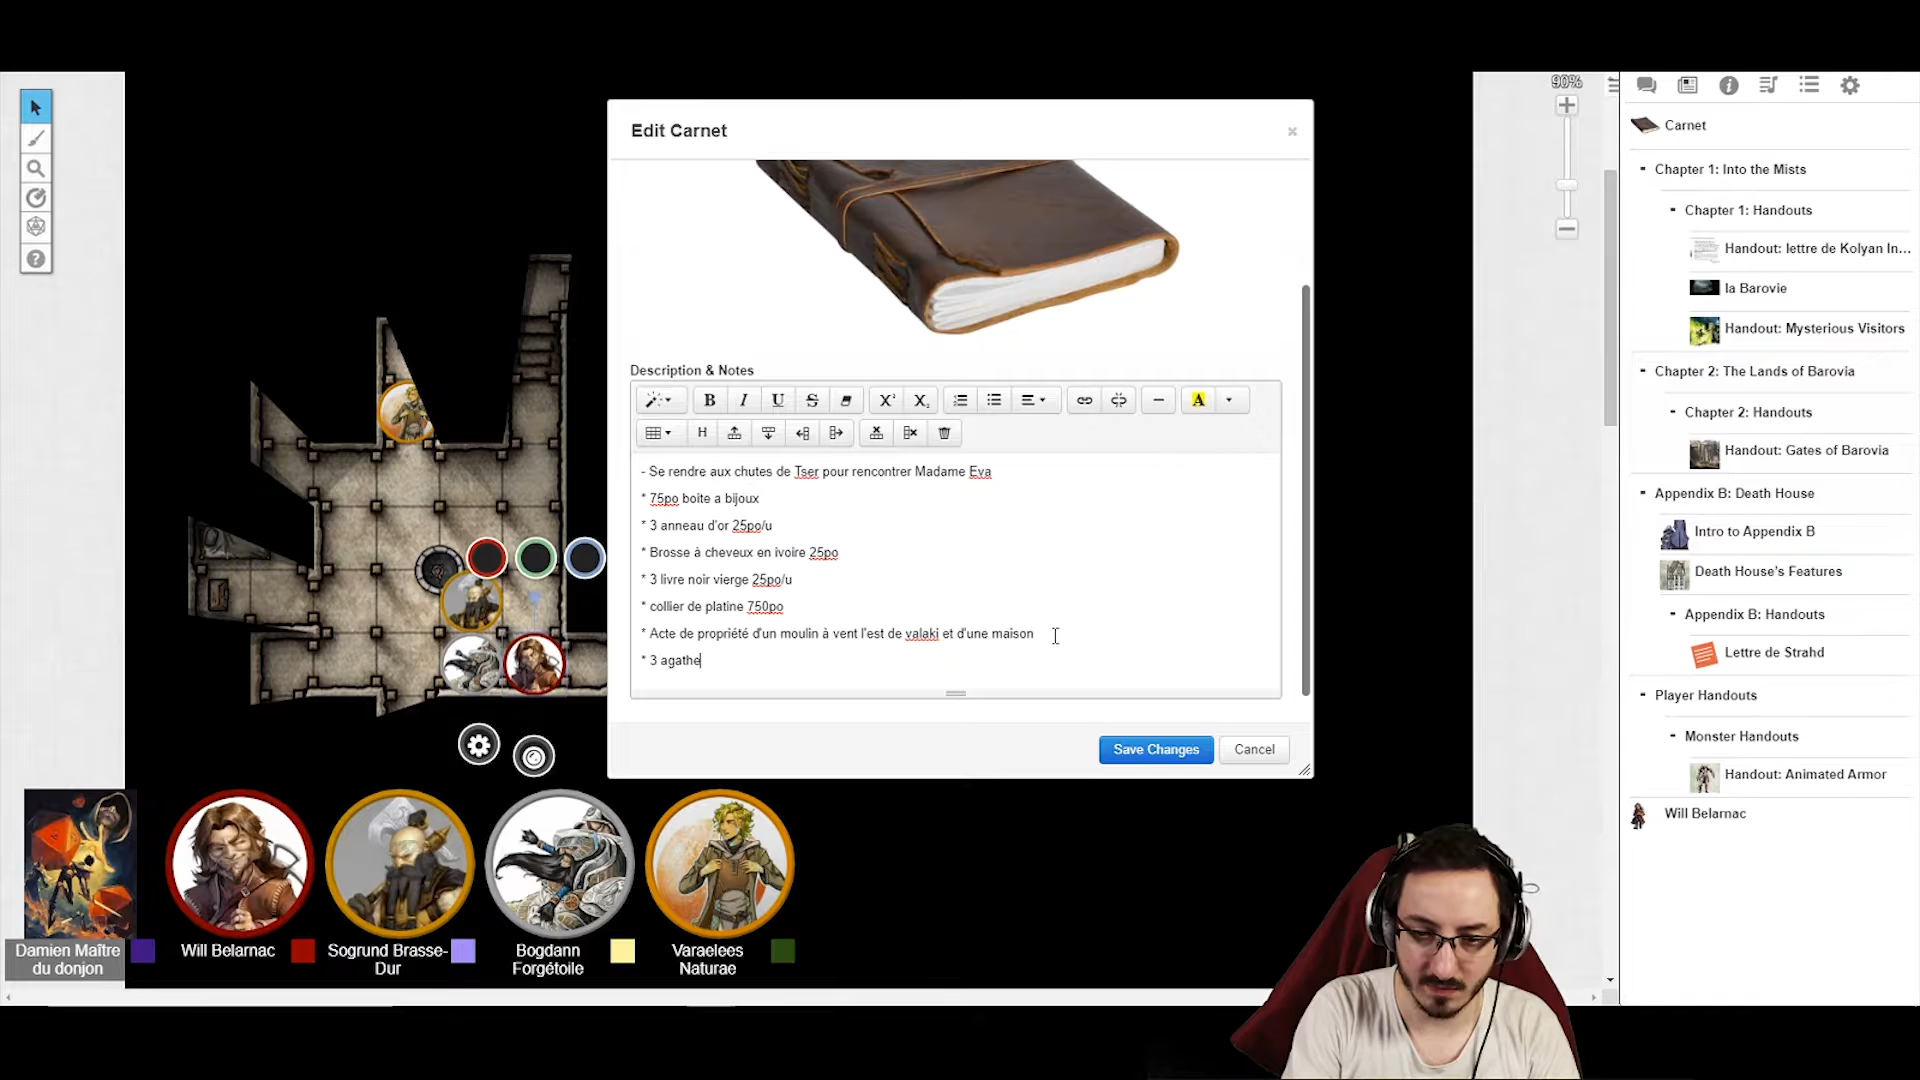 90%
Edit Carnet
×
Description & Notes
B I U S X² X₂ A
H
- Se rendre aux chutes de Tser pour rencontrer Madame Eva
* 75po boite a bijoux
* 3 anneau d'or 25po/u
* Brosse à cheveux en ivoire 25po
* 3 livre noir vierge 25po/u
* collier de platine 750po
* Acte de propriété d'un moulin à vent l'est de valaki et d'une maison
* 3 agathe
Save Changes
Cancel
Carnet
Chapter 1: Into the Mists
Chapter 1: Handouts
Handout: lettre de Kolyan In...
la Barovie
Handout: Mysterious Visitors
Chapter 2: The Lands of Barovia
Chapter 2: Handouts
Handout: Gates of Barovia
Appendix B: Death House
Intro to Appendix B
Death House's Features
Appendix B: Handouts
Lettre de Strahd
Player Handouts
Monster Handouts
Handout: Animated Armor
Will Belarnac
Damien Maître
du donjon
Will Belarnac
Sogrund Brasse-
Dur
Bogdann
Forgétoile
Varaelees
Naturae